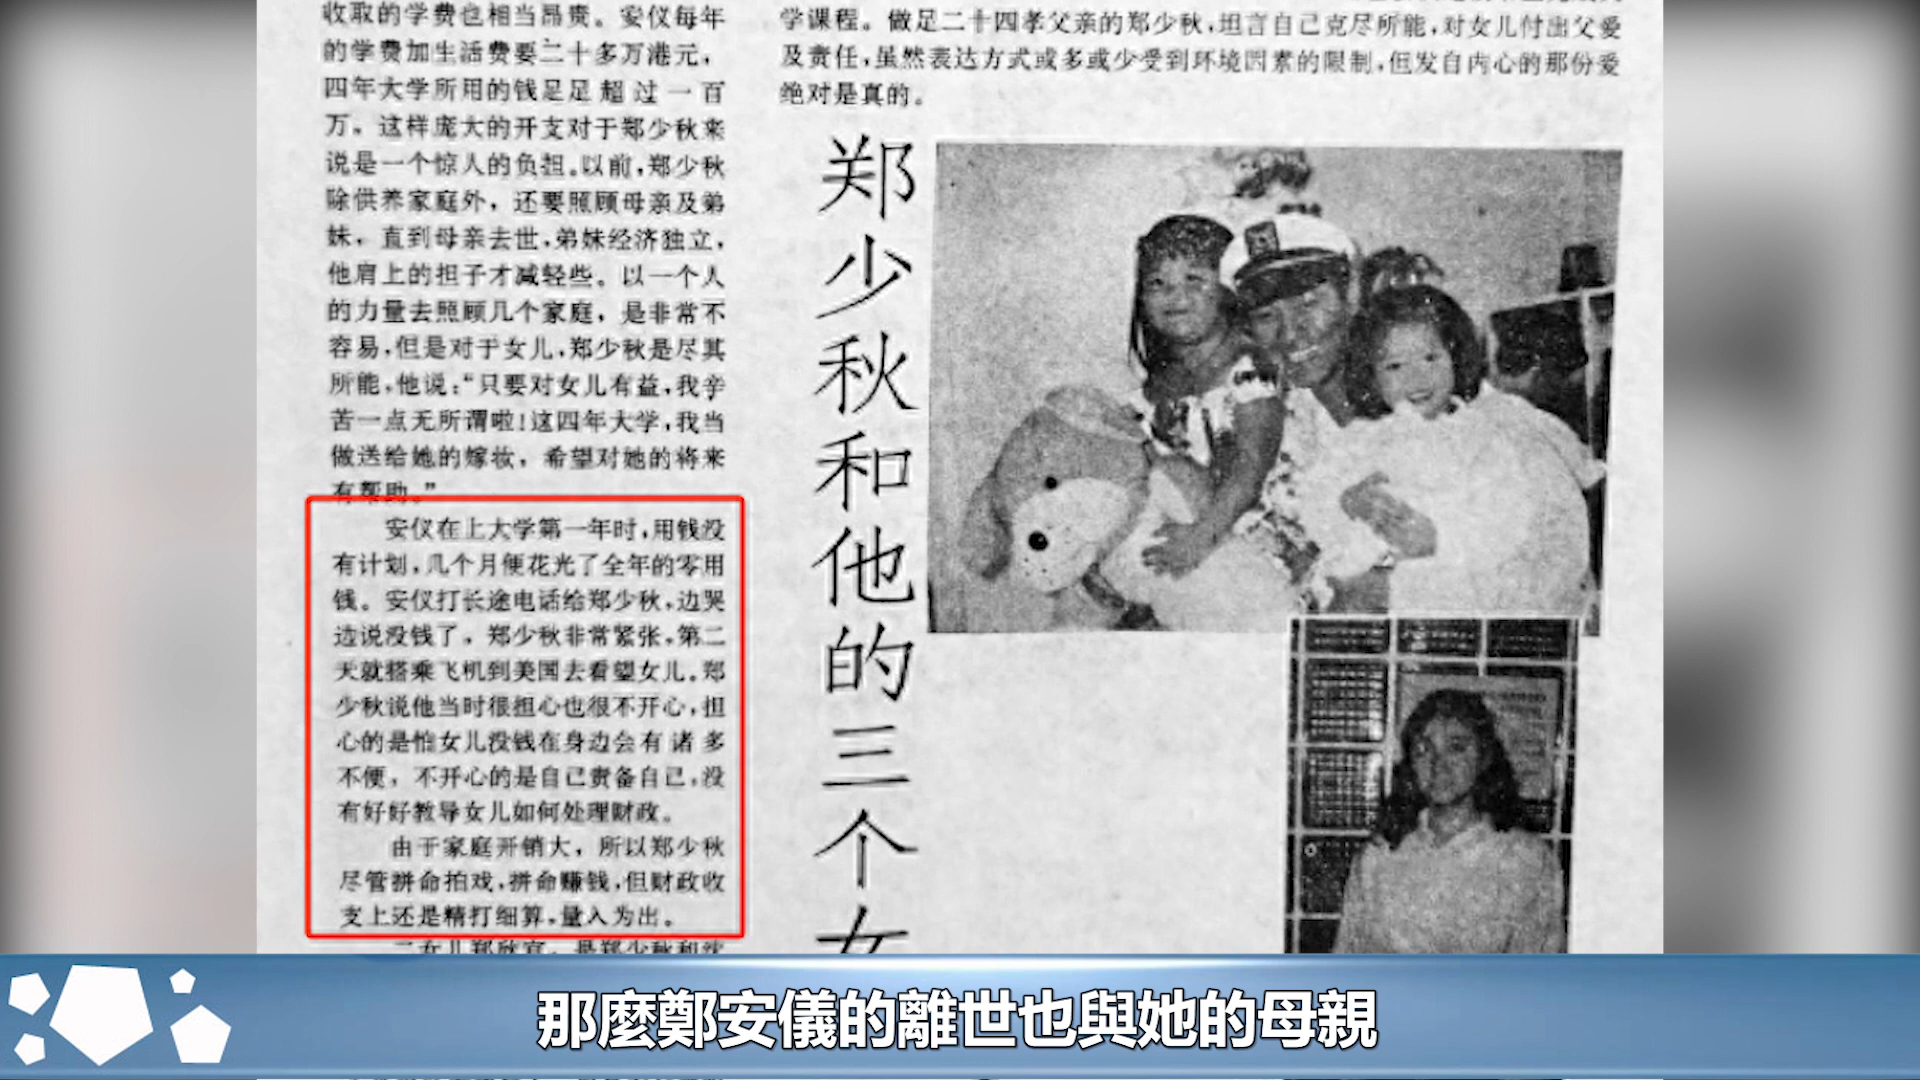 收取的学费也相当昂贵。安仪每年
的学费加生活费要二十多万港元，
四年大学所用的钱足足超过一百
万。这样庞大的开支对于郑少秋来
说是一个惊人的负担。以前，郑少秋
除供养家庭外，还要照顾母亲及弟
妹，直到母亲去世，弟妹经济独立，
他肩上的担子才减轻些。以一个人
的力量去照顾几个家庭，是非常不
容易，但是对于女儿，郑少秋是尽其
所能，他说：“只要对女儿有益，我辛
苦一点无所谓啦！这四年大学，我当
做送给她的嫁妆，希望对她的将来
有帮助。”
安仪在上大学第一年时，用钱没
有计划，几个月便花光了全年的零用
钱。安仪打长途电话给郑少秋，边哭
边说没钱了，郑少秋非常紧张，第二
天就搭乘飞机到美国去看望女儿。郑
少秋说他当时很担心也很不开心，担
心的是怕女儿没钱在身边会有诸多
不便，不开心的是自己责备自己，没
有好好教导女儿如何处理财政。
由于家庭开销大，所以郑少秋
尽管拼命拍戏，拼命赚钱，但财政收
支上还是精打细算，量入为出。
二女儿郑欣宜，是郑少秋和沈
学课程。做足二十四孝父亲的郑少秋，坦言自己克尽所能，对女儿付出父爱
及责任，虽然表达方式或多或少受到环境因素的限制，但发自内心的那份爱
绝对是真的。
郑少秋和他的三个女
那麼鄭安儀的離世也與她的母親